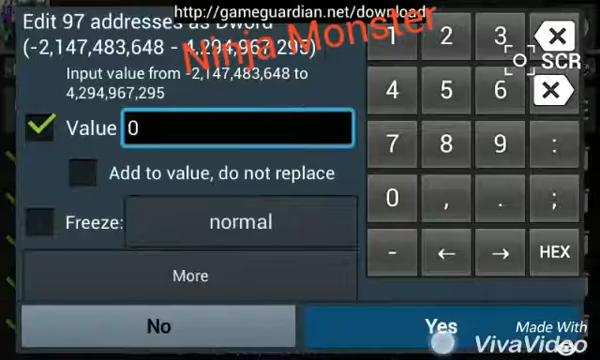 http://gameguardian.net/download
Edit 97 addresses as Dword
(-2,147,483,648 - 4,294,967,295)
Ninja Monster
Input value from -2,147,483,648 to
4,294,967,295
Value 0
Add to value, do not replace
Freeze: normal
More
No Yes
1 2 3
SCR
4 5 6
7 8 9 :
0 , . ;
- ← → HEX
Made With
VivaVideo